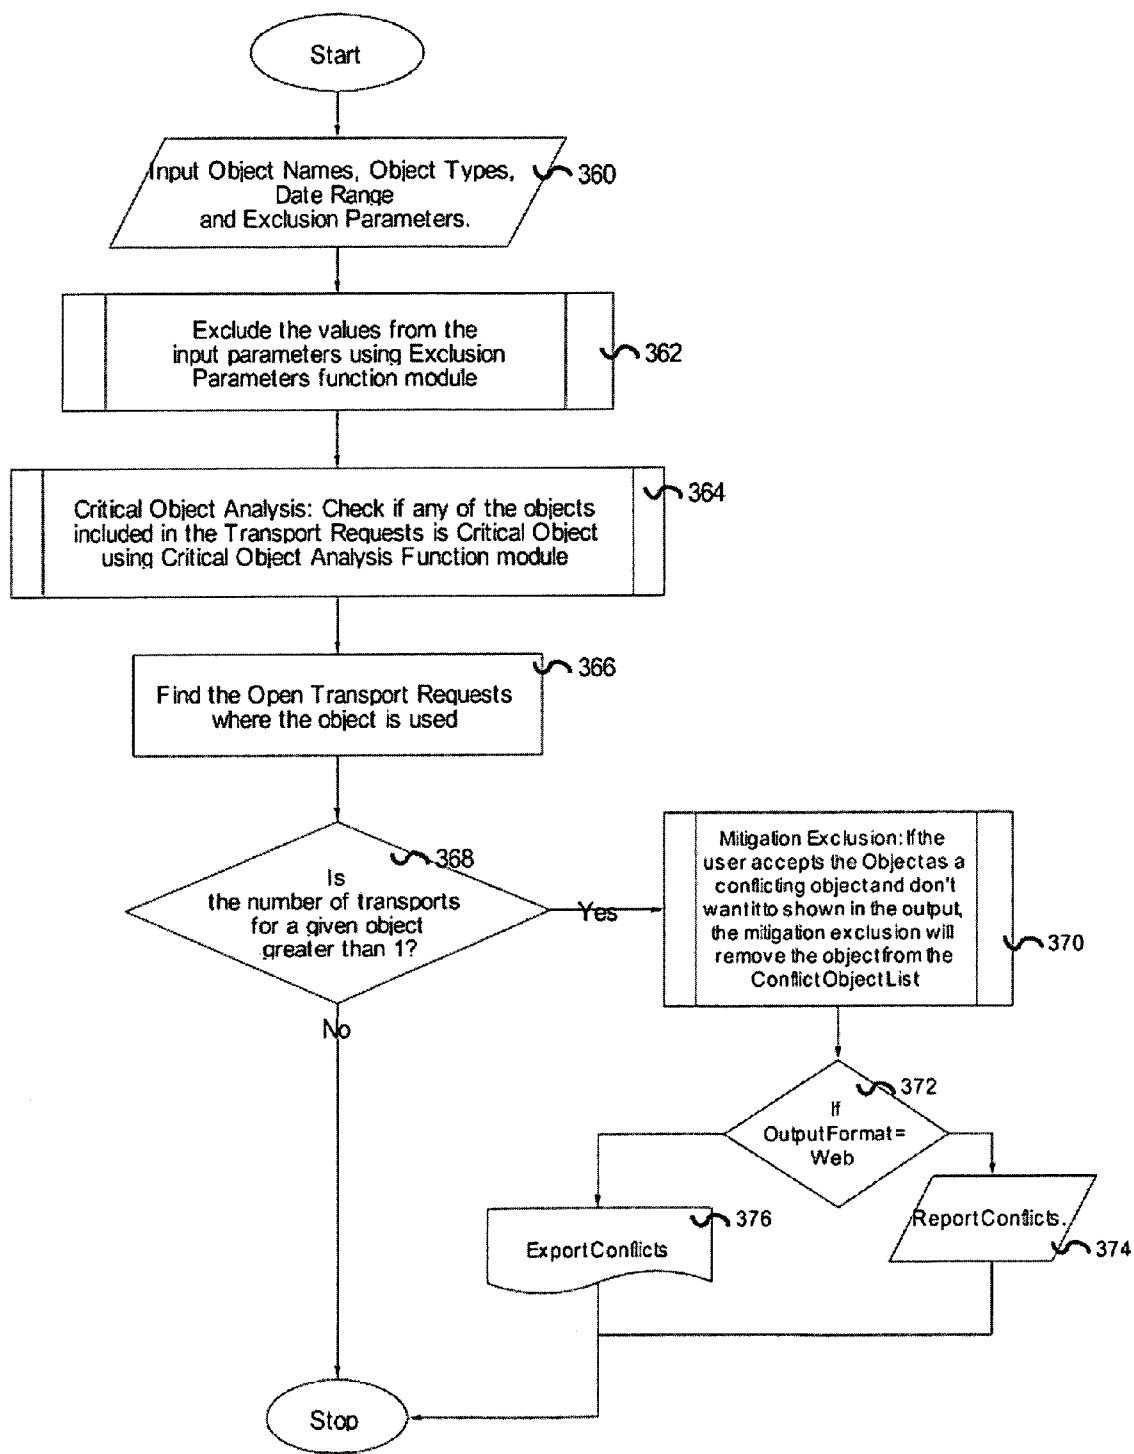 Start
Input Object Names, Object Types,
Date Range
and Exclusion Parameters.
360
Exclude the values from the
input parameters using Exclusion
Parameters function module
362
Critical Object Analysis: Check if any of the objects
included in the Transport Requests is Critical Object
using Critical Object Analysis Function module
364
Find the Open Transport Requests
where the object is used
366
Is
the number of transports
for a given object
greater than 1?
368
Yes
No
Mitigation Exclusion: If the
user accepts the Object as a
conflicting object and don't
want it to shown in the output,
the mitigation exclusion will
remove the object from the
Conflict Object List
370
If
Output Format =
Web
372
Export Conflicts
376
Report Conflicts.
374
Stop